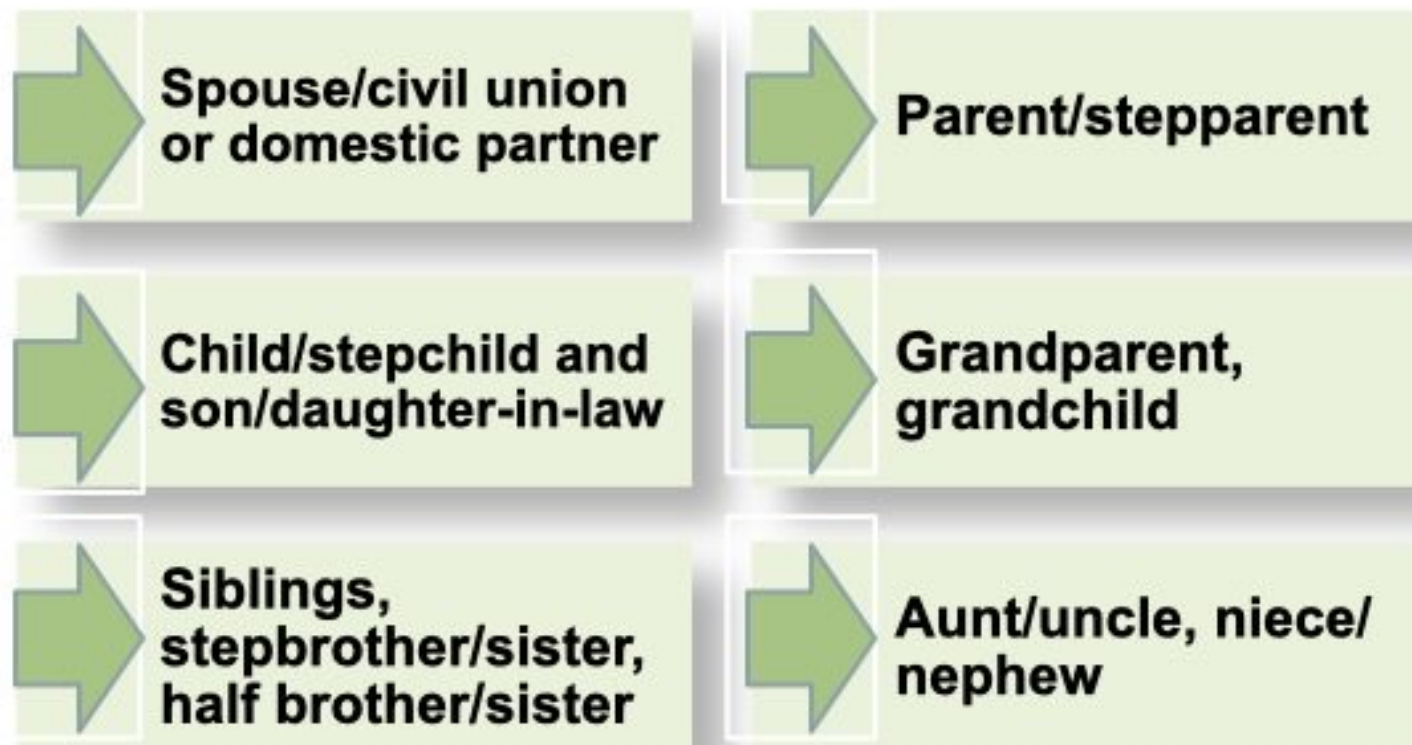 Spouse/civil union
or domestic partner
Parent/stepparent
Child/stepchild and
son/daughter-in-law
Grandparent,
grandchild
Siblings,
stepbrother/sister,
half brother/sister
Aunt/uncle, niece/
nephew